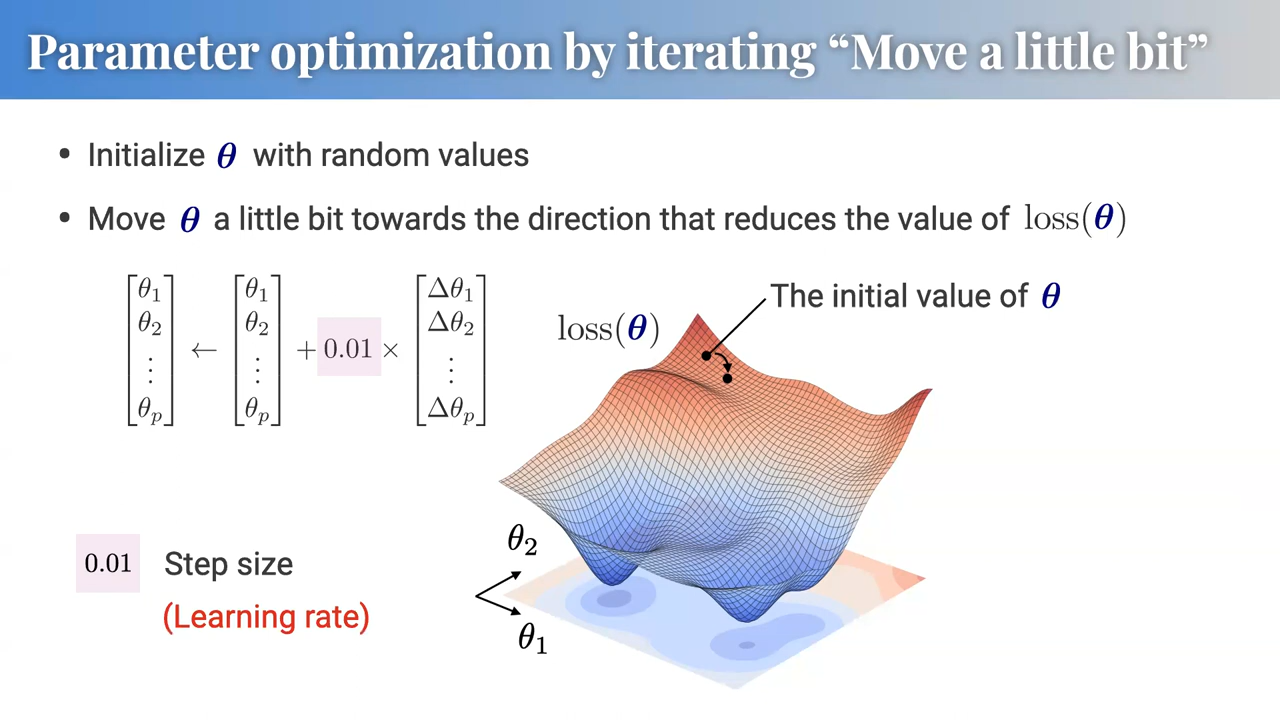 Parameter optimization by iterating “Move a little bit”
• Initialize θ with random values
• Move θ a little bit towards the direction that reduces the value of loss(θ)
[θ₁ θ₂ ⋮ θₚ] ← [θ₁ θ₂ ⋮ θₚ] + 0.01 × [Δθ₁ Δθ₂ ⋮ Δθₚ]
The initial value of θ
loss(θ)
θ₂
θ₁
0.01 Step size
(Learning rate)